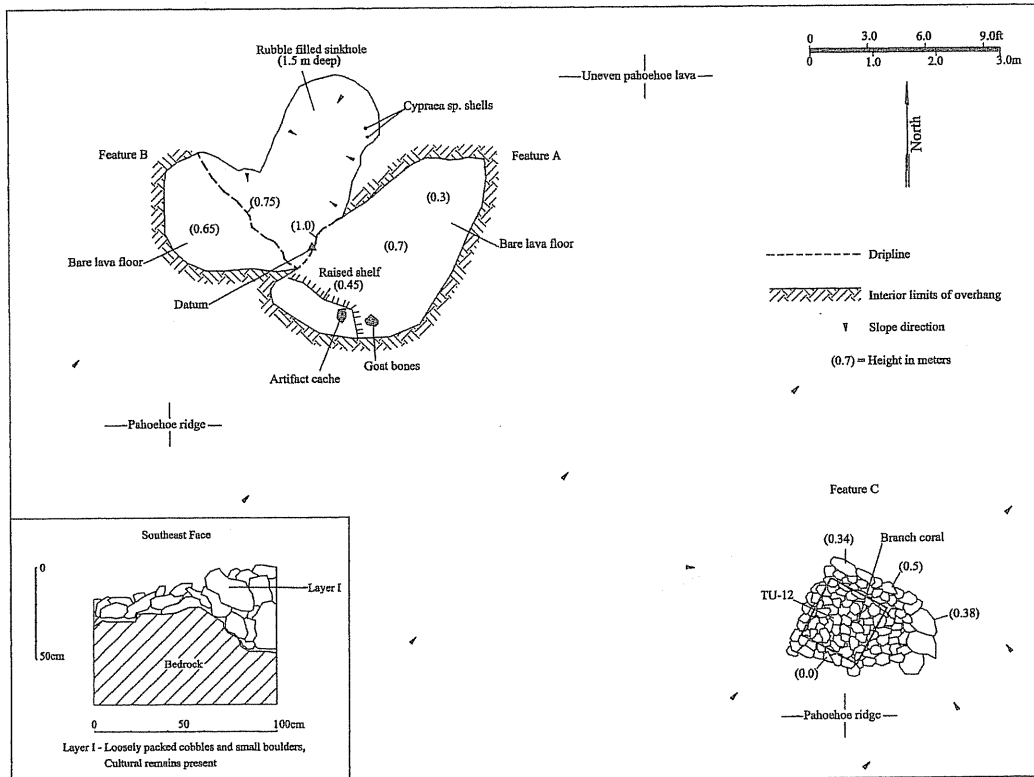 Rubble filled sinkhole
(1.5 m deep)
Uneven pahoehoe lava
Cypraea sp. shells
0 3.0 6.0 9.0ft
0 1.0 2.0 3.0m
North
Feature B
Feature A
(0.75)
(0.3)
(0.65)
(1.0)
(0.7)
Bare lava floor
Bare lava floor
Raised shelf
(0.45)
Datum
Goat bones
Artifact cache
Dripline
Interior limits of overhang
Slope direction
(0.7) = Height in meters
Pahoehoe ridge
Feature C
(0.34)
Branch coral
(0.5)
TU-12
(0.38)
(0.0)
Pahoehoe ridge
Southeast Face
0
Layer I
50cm
Bedrock
0 50 100cm
Layer I - Loosely packed cobbles and small boulders,
Cultural remains present